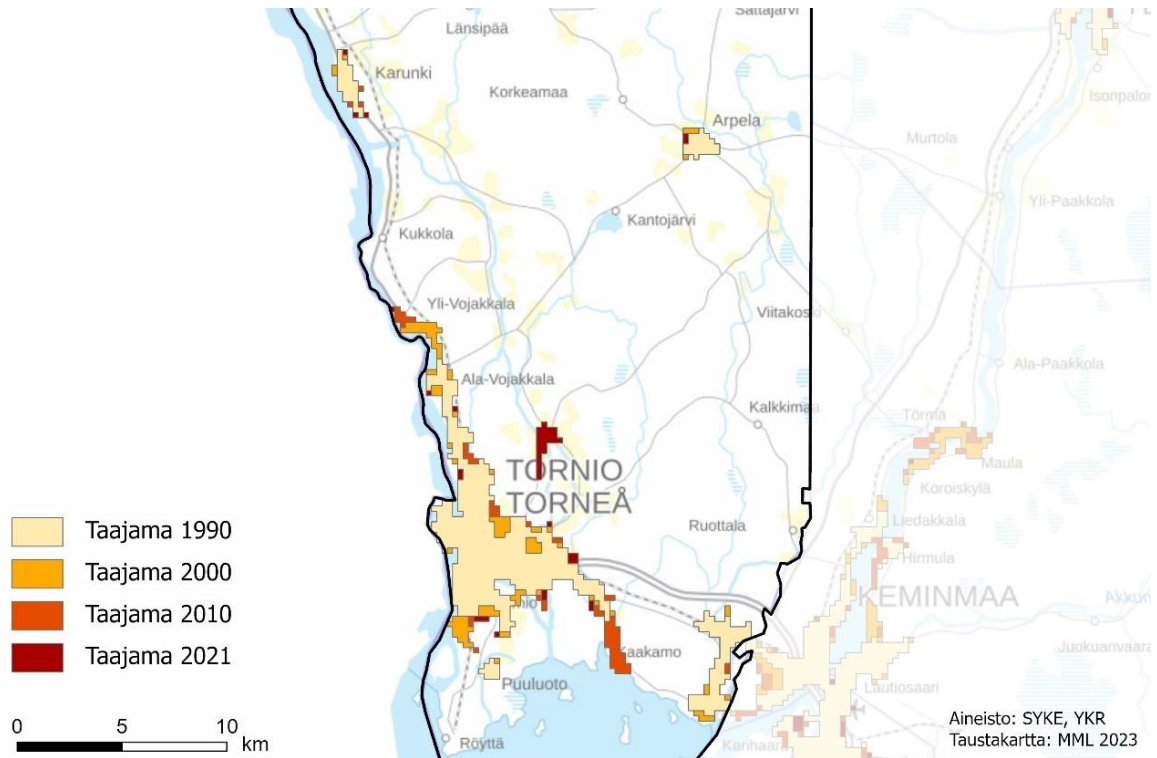 Länsipää
Sattajärvi
Karunki
Korkeamaa
Arpela
Isonpalon
Murtola
Yli-Paakkola
Kantojärvi
Kukkola
Yli-Vojakkala
Viitakoski
Ala-Vojakkala
Ala-Paakkola
Kalkkimaa
Törmä
TORNIO
TORNEÅ
Maula
Koroiskylä
Ruottala
Liedakkala
Hirmula
KEMINMAA
Juokuanvaara
Kaakamo
Puuluoto
Lautiosaari
Röyttä
Karihaara
Taajama 1990
Taajama 2000
Taajama 2010
Taajama 2021
0 5 10
km
Aineisto: SYKE, YKR
Taustakartta: MML 2023